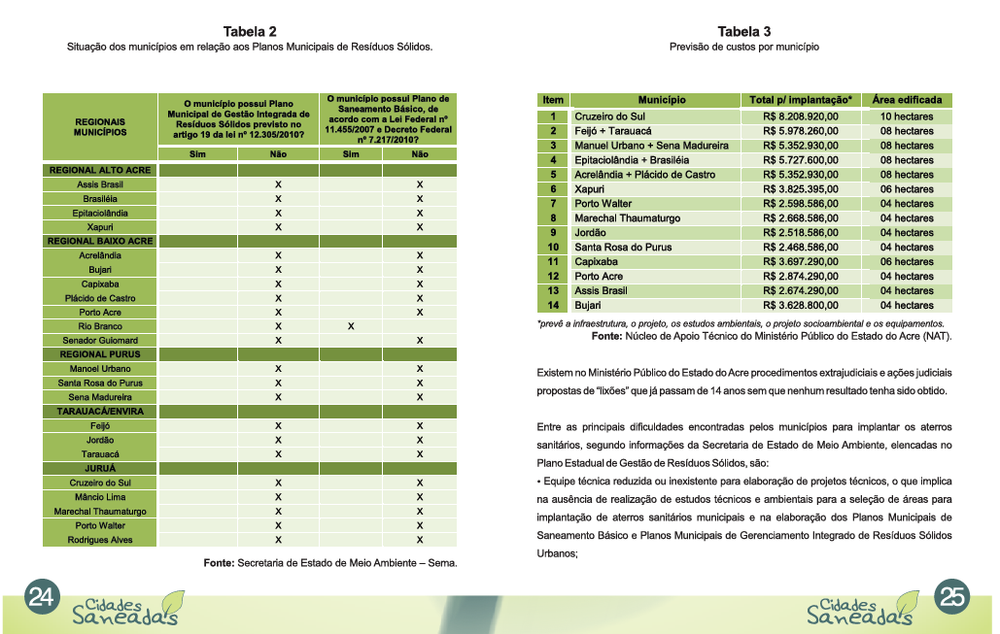 Tabela 2
Situação dos municípios em relação aos Planos Municipais de Resíduos Sólidos.
REGIONAIS
MUNICÍPIOS
O município possui Plano
Municipal de Gestão Integrada de
Resíduos Sólidos previsto no
artigo 19 da lei nº 12.305/2010?
O município possui Plano de
Saneamento Básico, de
acordo com a Lei Federal nº
11.455/2007 e Decreto Federal
nº 7.217/2010?
Sim Não Sim Não
REGIONAL ALTO ACRE
Assis Brasil X X
Brasiléia X X
Epitaciolândia X X
Xapuri X X
REGIONAL BAIXO ACRE
Acrelândia X X
Bujari X X
Capixaba X X
Plácido de Castro X X
Porto Acre X X
Rio Branco X X
Senador Guiomard X X
REGIONAL PURUS
Manoel Urbano X X
Santa Rosa do Purus X X
Sena Madureira X X
TARAUACÁ/ENVIRA
Feijó X X
Jordão X X
Tarauacá X X
JURUÁ
Cruzeiro do Sul X X
Mâncio Lima X X
Marechal Thaumaturgo X X
Porto Walter X X
Rodrigues Alves X X
Fonte: Secretaria de Estado de Meio Ambiente – Sema.
24
Cidades
Saneadas
Tabela 3
Previsão de custos por município
Item Município Total p/ implantação* Área edificada
1 Cruzeiro do Sul R$ 8.208.920,00 10 hectares
2 Feijó + Tarauacá R$ 5.978.260,00 08 hectares
3 Manuel Urbano + Sena Madureira R$ 5.352.930,00 08 hectares
4 Epitaciolândia + Brasiléia R$ 5.727.600,00 08 hectares
5 Acrelândia + Plácido de Castro R$ 5.352.930,00 08 hectares
6 Xapuri R$ 3.825.395,00 06 hectares
7 Porto Walter R$ 2.598.586,00 04 hectares
8 Marechal Thaumaturgo R$ 2.668.586,00 04 hectares
9 Jordão R$ 2.518.586,00 04 hectares
10 Santa Rosa do Purus R$ 2.468.586,00 04 hectares
11 Capixaba R$ 3.697.290,00 06 hectares
12 Porto Acre R$ 2.874.290,00 04 hectares
13 Assis Brasil R$ 2.674.290,00 04 hectares
14 Bujari R$ 3.628.800,00 04 hectares
*prevê a infraestrutura, o projeto, os estudos ambientais, o projeto socioambiental e os equipamentos.
Fonte: Núcleo de Apoio Técnico do Ministério Público do Estado do Acre (NAT).
Existem no Ministério Público do Estado do Acre procedimentos extrajudiciais e ações judiciais
propostas de “lixões” que já passam de 14 anos sem que nenhum resultado tenha sido obtido.
Entre as principais dificuldades encontradas pelos municípios para implantar os aterros
sanitários, segundo informações da Secretaria de Estado de Meio Ambiente, elencadas no
Plano Estadual de Gestão de Resíduos Sólidos, são:
• Equipe técnica reduzida ou inexistente para elaboração de projetos técnicos, o que implica
na ausência de realização de estudos técnicos e ambientais para a seleção de áreas para
implantação de aterros sanitários municipais e na elaboração dos Planos Municipais de
Saneamento Básico e Planos Municipais de Gerenciamento Integrado de Resíduos Sólidos
Urbanos;
Cidades
Saneadas
25